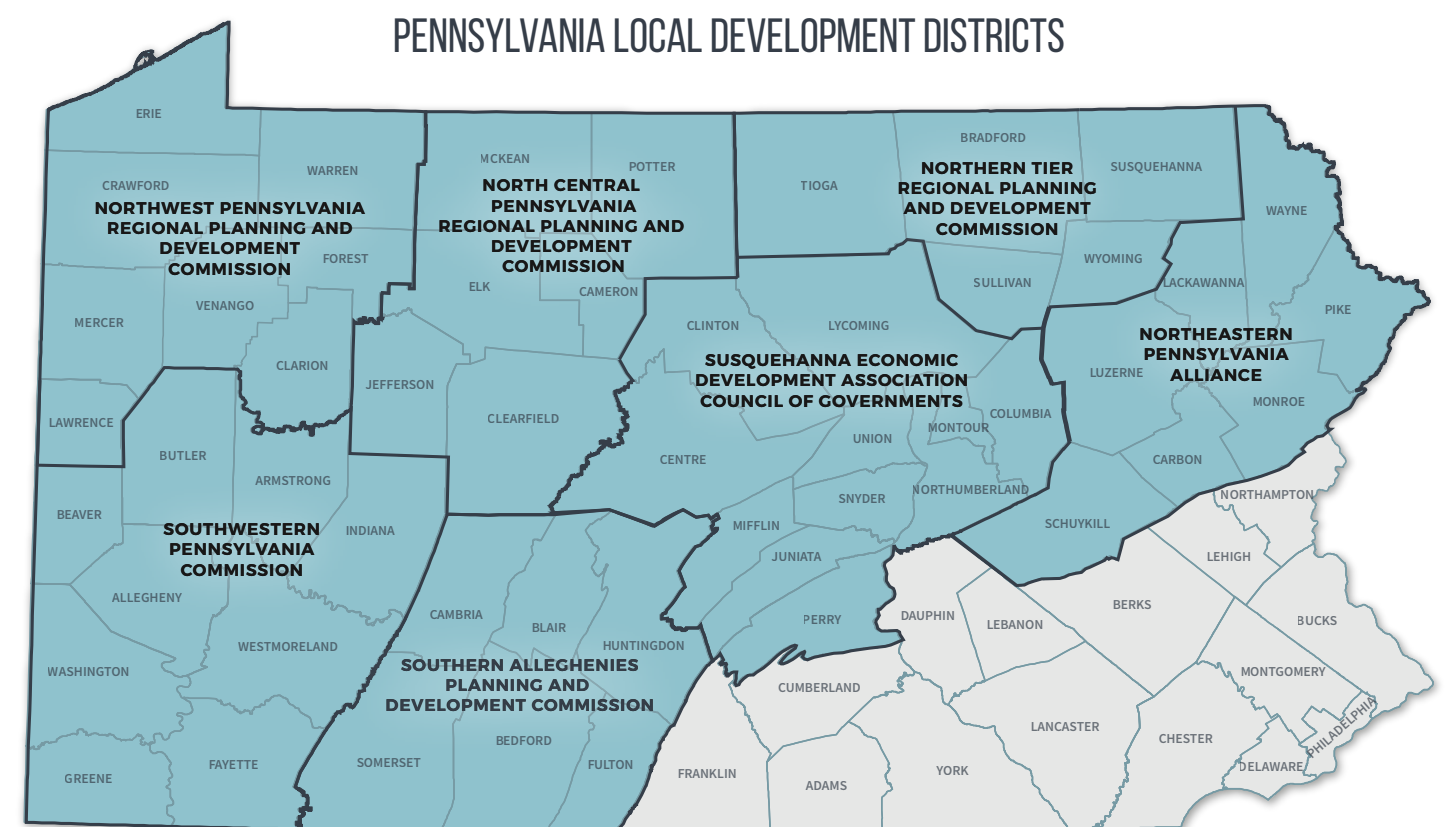 PENNSYLVANIA LOCAL DEVELOPMENT DISTRICTS
ERIE
CRAWFORD
WARREN
NORTHWEST PENNSYLVANIA
REGIONAL PLANNING AND
DEVELOPMENT
COMMISSION
FOREST
VENANGO
MERCER
CLARION
LAWRENCE
MCKEAN
POTTER
NORTH CENTRAL
PENNSYLVANIA
REGIONAL PLANNING AND
DEVELOPMENT
COMMISSION
ELK
CAMERON
JEFFERSON
CLEARFIELD
TIOGA
BRADFORD
SUSQUEHANNA
NORTHERN TIER
REGIONAL PLANNING
AND DEVELOPMENT
COMMISSION
SULLIVAN
WYOMING
WAYNE
LACKAWANNA
PIKE
NORTHEASTERN
PENNSYLVANIA
ALLIANCE
LUZERNE
MONROE
CARBON
SCHUYKILL
CLINTON
LYCOMING
SUSQUEHANNA ECONOMIC
DEVELOPMENT ASSOCIATION
COUNCIL OF GOVERNMENTS
COLUMBIA
MONTOUR
UNION
CENTRE
SNYDER
NORTHUMBERLAND
MIFFLIN
JUNIATA
PERRY
BUTLER
ARMSTRONG
BEAVER
INDIANA
SOUTHWESTERN
PENNSYLVANIA
COMMISSION
ALLEGHENY
WESTMORELAND
WASHINGTON
GREENE
FAYETTE
CAMBRIA
BLAIR
HUNTINGDON
SOUTHERN ALLEGHENIES
PLANNING AND
DEVELOPMENT COMMISSION
BEDFORD
SOMERSET
FULTON
NORTHAMPTON
LEHIGH
BERKS
BUCKS
DAUPHIN
LEBANON
MONTGOMERY
CUMBERLAND
LANCASTER
CHESTER
PHILADELPHIA
DELAWARE
FRANKLIN
ADAMS
YORK